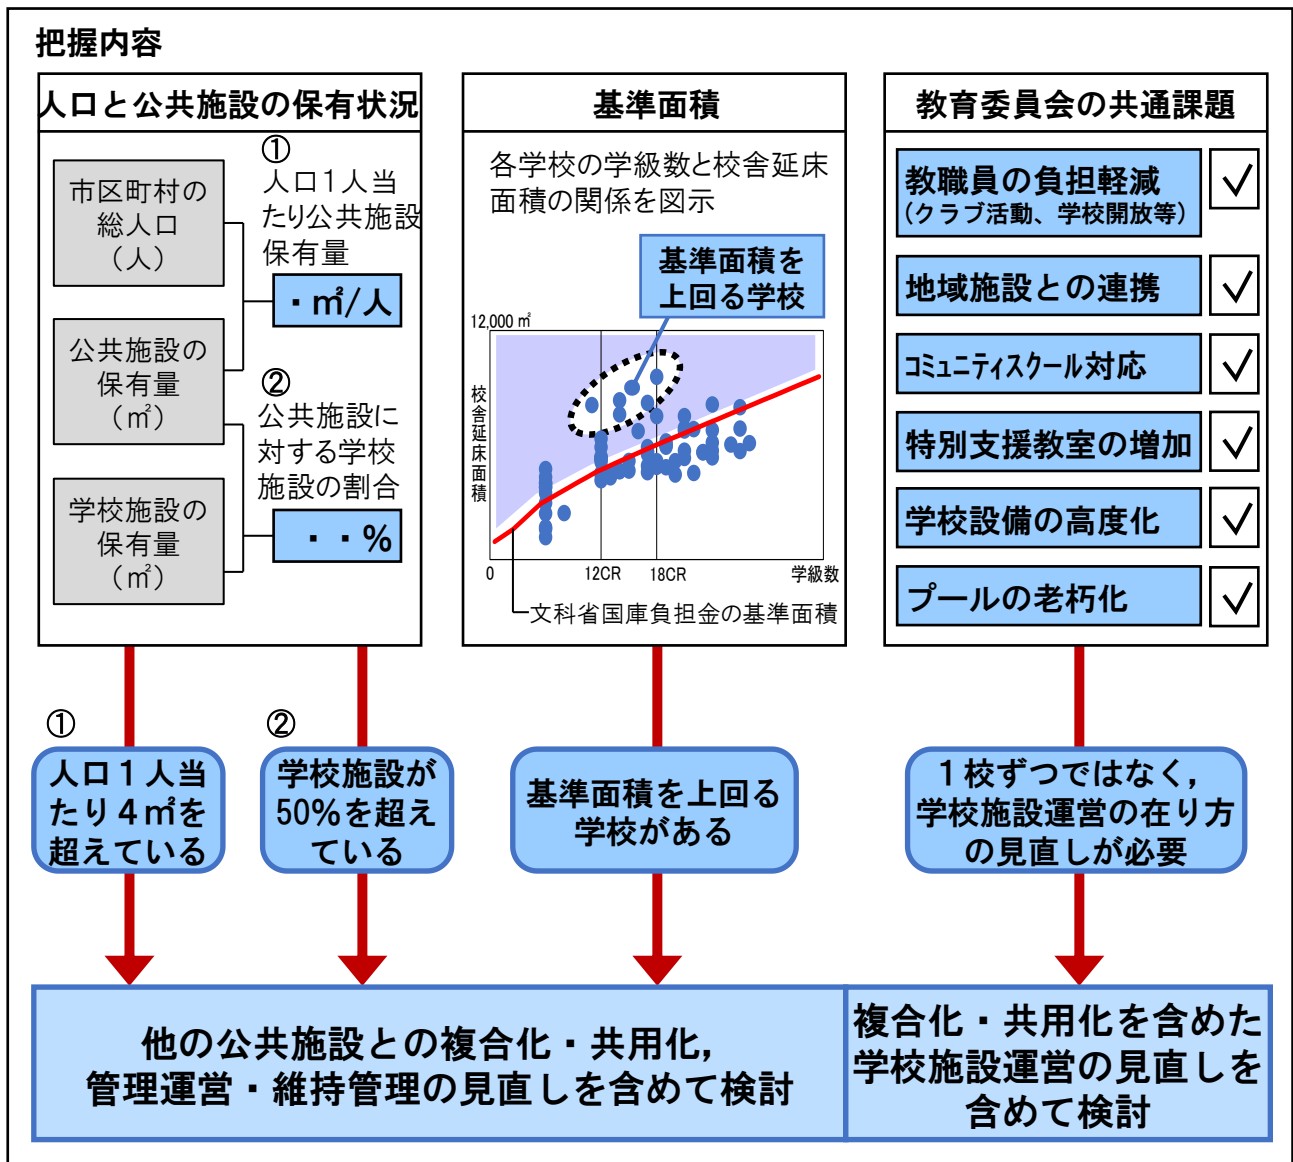 把握内容
人口と公共施設の保有状況
市区町村の
総人口
（人）
公共施設の
保有量
（㎡）
学校施設の
保有量
（㎡）
①
人口１人当
たり公共施設
保有量
・㎡/人
②
公共施設に
対する学校
施設の割合
・・%
基準面積
各学校の学級数と校舎延床
面積の関係を図示
基準面積を
上回る学校
12,000 ㎡
校舎延床面積
0
12CR
18CR
学級数
文科省国庫負担金の基準面積
教育委員会の共通課題
教職員の負担軽減
（クラブ活動、学校開放等）
地域施設との連携
コミュニティスクール対応
特別支援教室の増加
学校設備の高度化
プールの老朽化
①
人口１人当
たり４㎡を
超えている
②
学校施設が
50%を超え
ている
基準面積を上回る
学校がある
１校ずつではなく，
学校施設運営の在り方
の見直しが必要
他の公共施設との複合化・共用化，
管理運営・維持管理の見直しを含めて検討
複合化・共用化を含めた
学校施設運営の見直しを
含めて検討